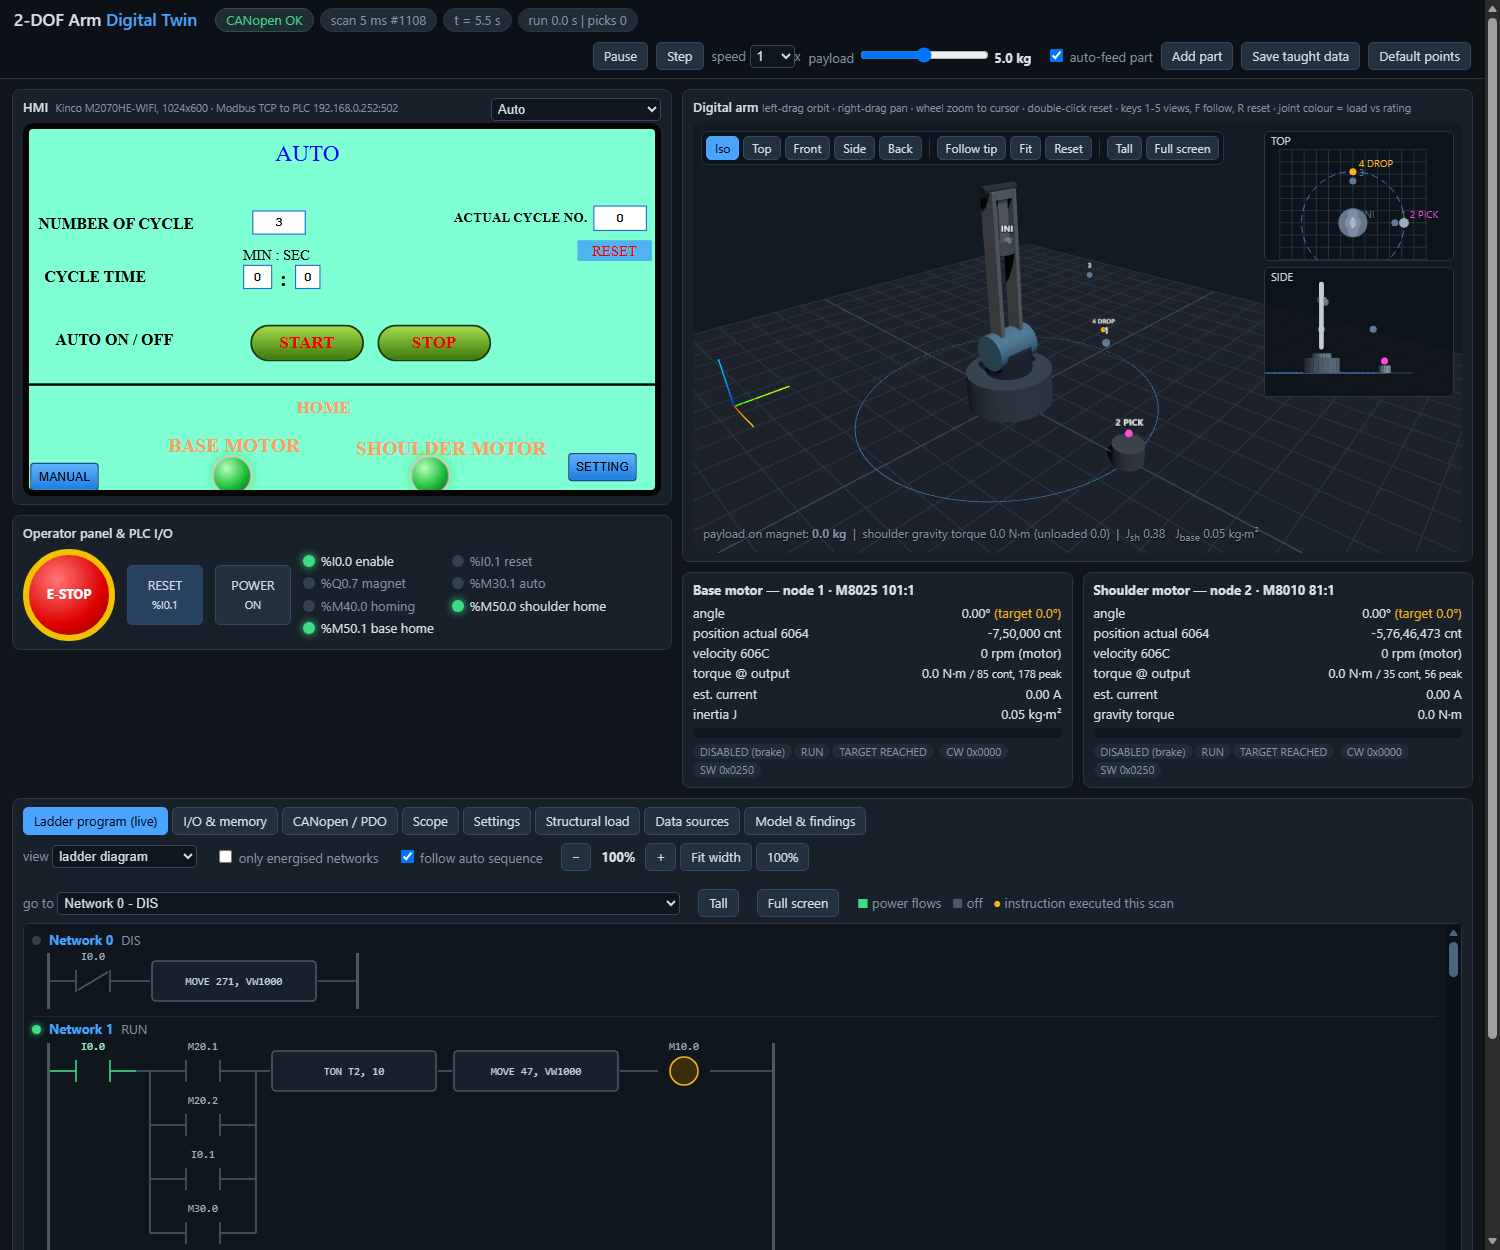 2-DOF Arm Digital Twin
CANopen OK
scan 5 ms #1108
t = 5.5 s
run 0.0 s | picks 0
Pause
Step
speed 1 x
payload 5.0 kg
auto-feed part
Add part
Save taught data
Default points
HMI Kinco M2070HE-WIFI, 1024x600 · Modbus TCP to PLC 192.168.0.252:502
Auto
AUTO
NUMBER OF CYCLE 3
ACTUAL CYCLE NO. 0
RESET
MIN : SEC
CYCLE TIME 0 : 0
AUTO ON / OFF
START
STOP
HOME
BASE MOTOR
SHOULDER MOTOR
MANUAL
SETTING
Digital arm left-drag orbit · right-drag pan · wheel zoom to cursor · double-click reset · keys 1-5 views, F follow, R reset · joint colour = load vs rating
Iso
Top
Front
Side
Back
Follow tip
Fit
Reset
Tall
Full screen
TOP
4 DROP
3
INI
2 PICK
SIDE
INI
3
4 DROP
1
2 PICK
payload on magnet: 0.0 kg | shoulder gravity torque 0.0 N·m (unloaded 0.0) | Jsh 0.38 Jbase 0.05 kg·m²
Operator panel & PLC I/O
E-STOP
RESET
%I0.1
POWER
ON
%I0.0 enable
%I0.1 reset
%Q0.7 magnet
%M30.1 auto
%M40.0 homing
%M50.0 shoulder home
%M50.1 base home
Base motor — node 1 · M8025 101:1
angle 0.00° (target 0.0°)
position actual 6064 -7,50,000 cnt
velocity 606C 0 rpm (motor)
torque @ output 0.0 N·m / 85 cont, 178 peak
est. current 0.00 A
inertia J 0.05 kg·m²
DISABLED (brake)
RUN
TARGET REACHED
CW 0x0000
SW 0x0250
Shoulder motor — node 2 · M8010 81:1
angle 0.00° (target 0.0°)
position actual 6064 -5,76,46,473 cnt
velocity 606C 0 rpm (motor)
torque @ output 0.0 N·m / 35 cont, 56 peak
est. current 0.00 A
gravity torque 0.0 N·m
DISABLED (brake)
RUN
TARGET REACHED
CW 0x0000
SW 0x0250
Ladder program (live)
I/O & memory
CANopen / PDO
Scope
Settings
Structural load
Data sources
Model & findings
view ladder diagram
only energised networks
follow auto sequence
−
100%
+
Fit width
100%
go to Network 0 - DIS
Tall
Full screen
power flows
off
instruction executed this scan
Network 0 DIS
I0.0
MOVE 271, VW1000
Network 1 RUN
I0.0
M20.1
M10.0
TON T2, 10
MOVE 47, VW1000
M20.2
I0.1
M30.0